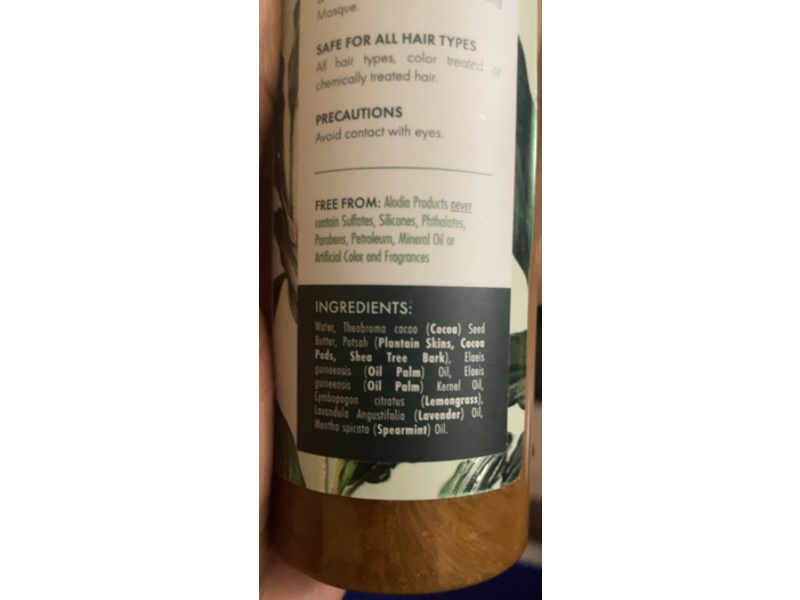 Masque.
SAFE FOR ALL HAIR TYPES
All hair types, color treated or
chemically treated hair.
PRECAUTIONS
Avoid contact with eyes.
FREE FROM: Alodia Products never
contain Sulfates, Silicones, Phthalates,
Parabens, Petroleum, Mineral Oil or
Artificial Color and Fragrances
INGREDIENTS:
Water, Theobroma cacao (Cocoa) Seed
Butter, Potash (Plantain Skins, Cocoa
Pods, Shea Tree Bark), Elaeis
guineensis (Oil Palm) Oil, Elaeis
guineensis (Oil Palm) Kernel Oil,
Cymbopogon citratus (Lemongrass),
Lavandula Angustifolia (Lavender) Oil,
Mentha spicata (Spearmint) Oil.